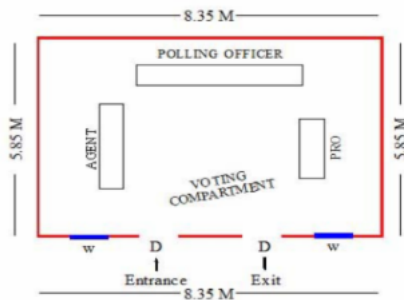 8.35 M
POLLING OFFICER
5.85 M
AGENT
PRO
5.85 M
VOTING
COMPARTMENT
W
D
D
W
Entrance
Exit
8.35 M